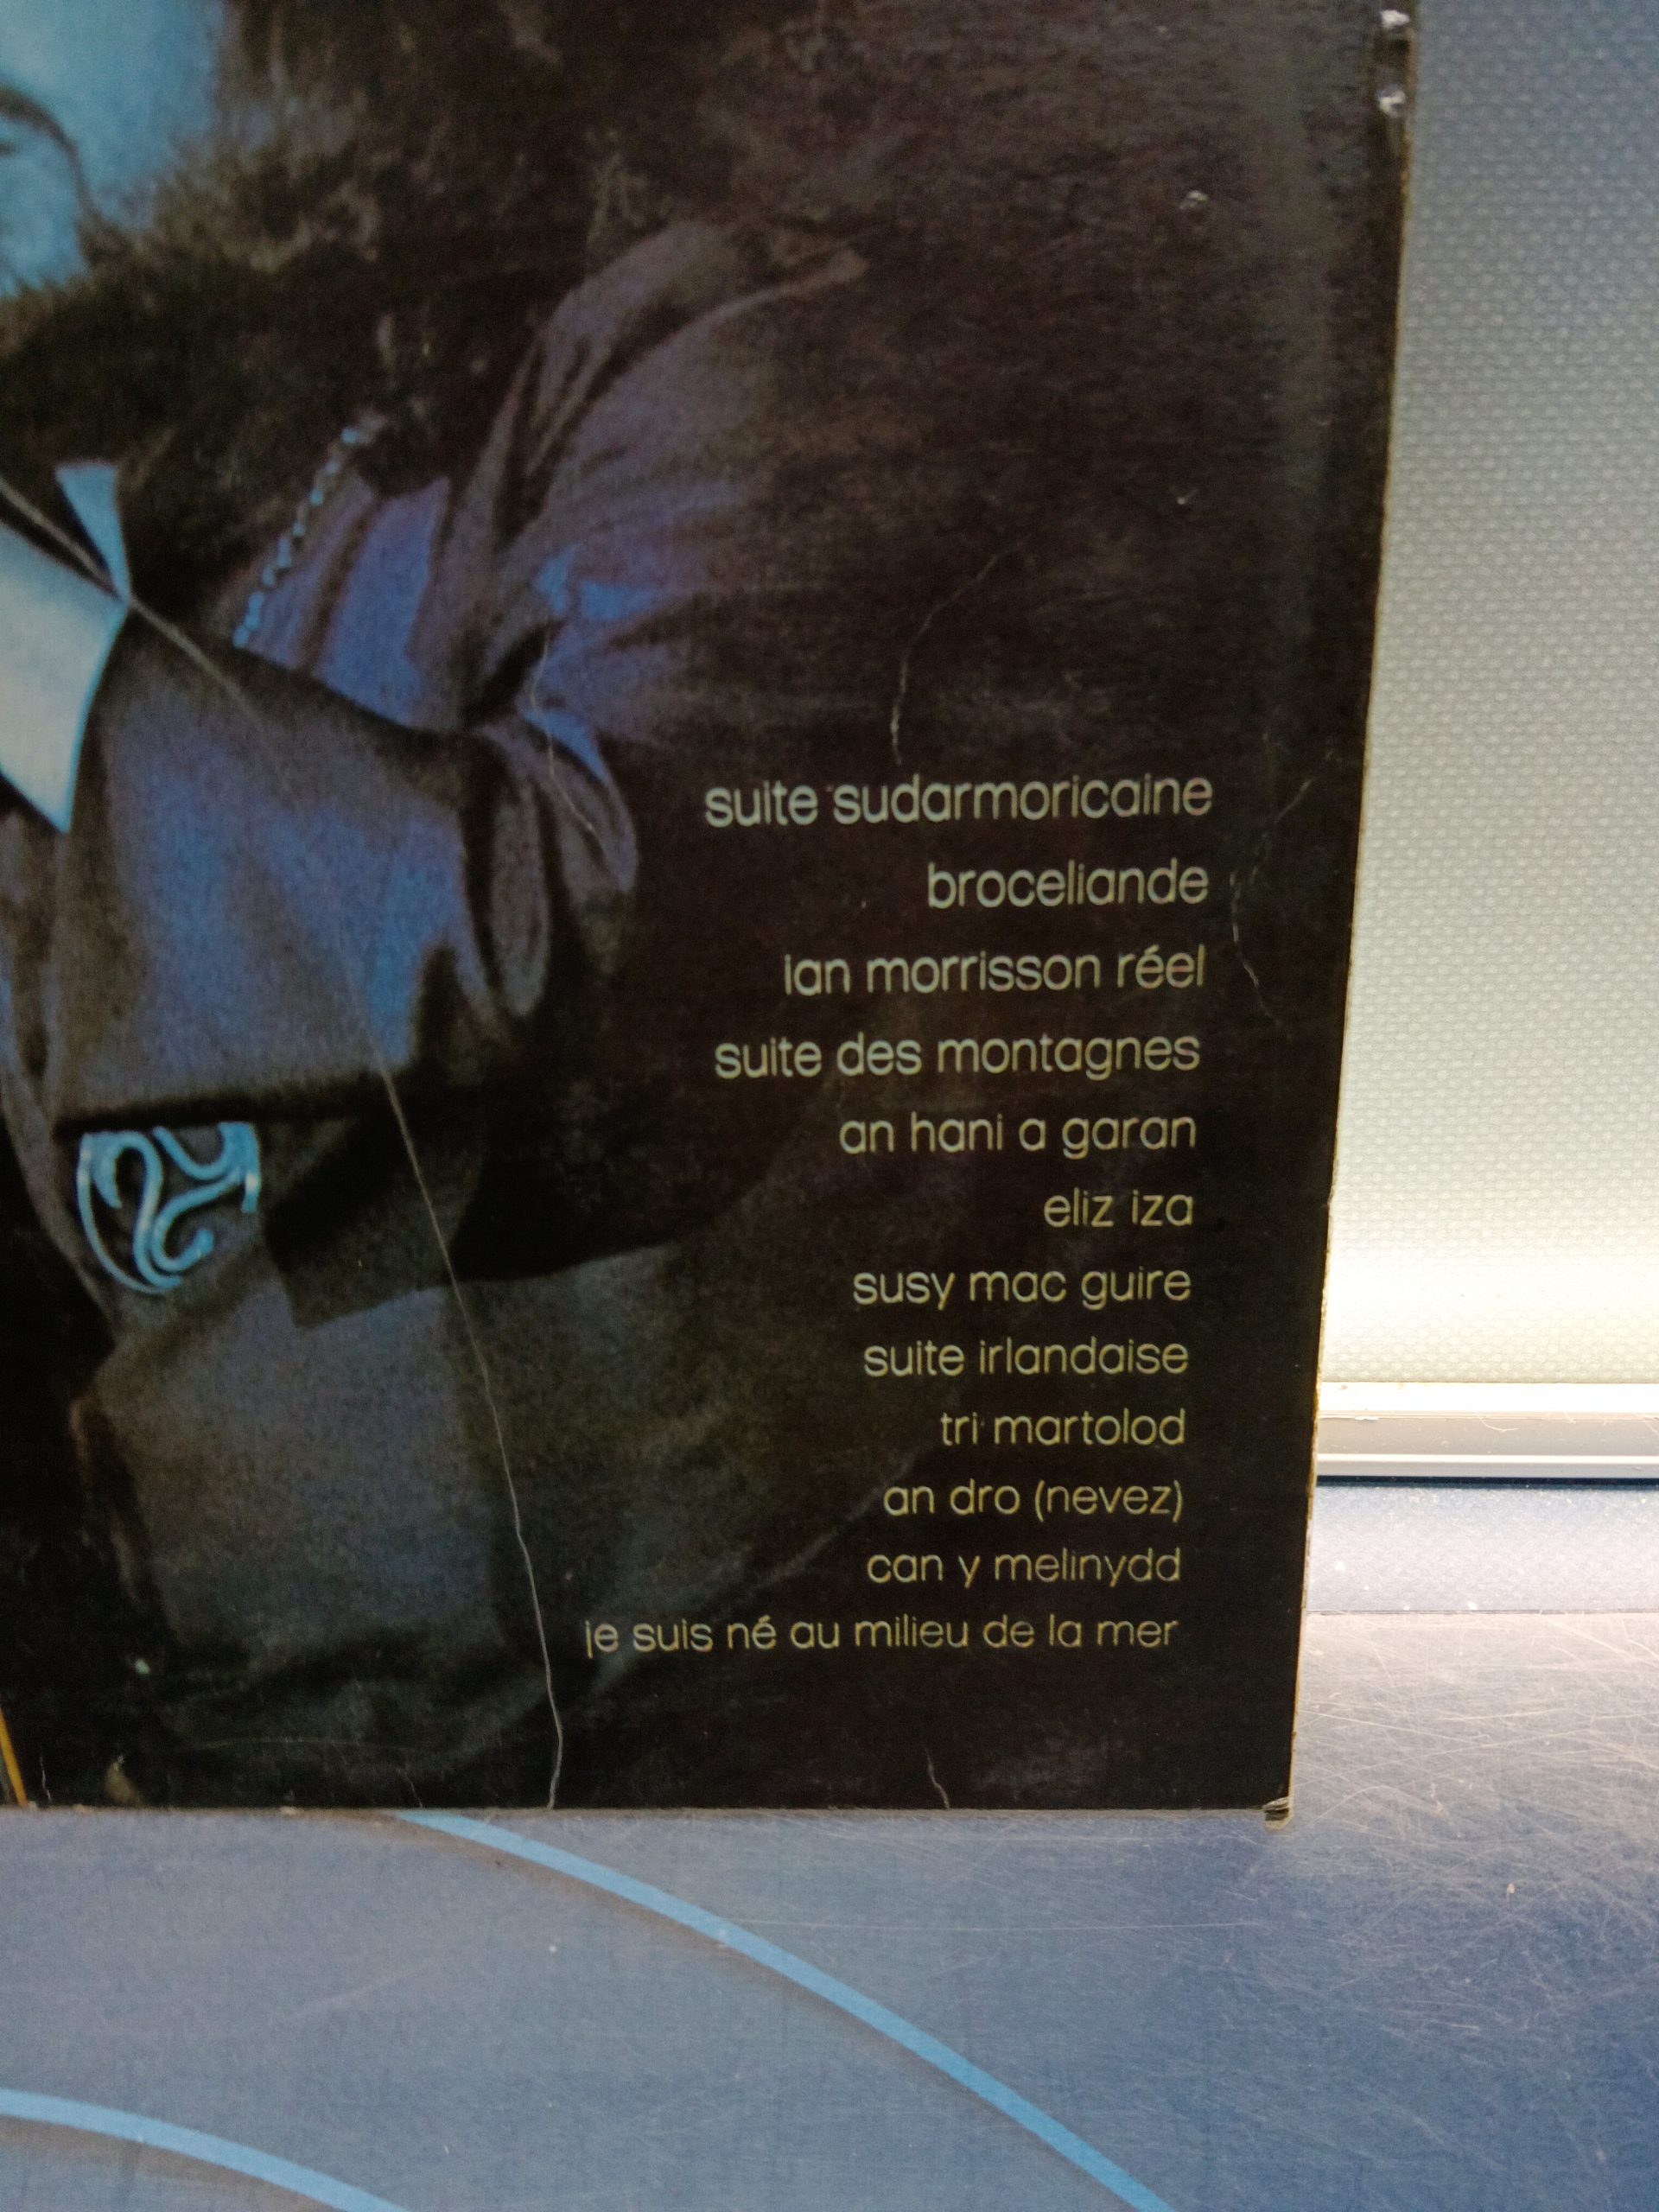 suite sudarmoricaine
broceliande
ian morrisson réel
suite des montagnes
an hani a garan
eliz iza
susy mac guire
suite irlandaise
tri martolod
an dro (nevez)
can y melinydd
je suis né au milieu de la mer